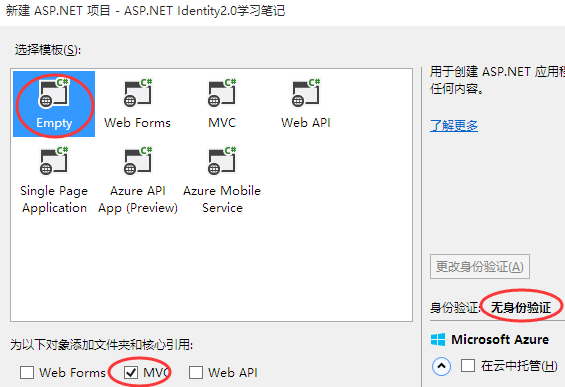 新建 ASP.NET 项目 - ASP.NET Identity2.0学习笔记
选择模板(S):
Empty
Web Forms
MVC
Web API
Single Page
Application
Azure API
App (Preview)
Azure Mobile
Service
用于创建 ASP.NET 应用程
任何内容。
了解更多
更改身份验证(A)
身份验证: 无身份验证
Microsoft Azure
在云中托管(H)
为以下对象添加文件夹和核心引用:
Web Forms
MVC
Web API